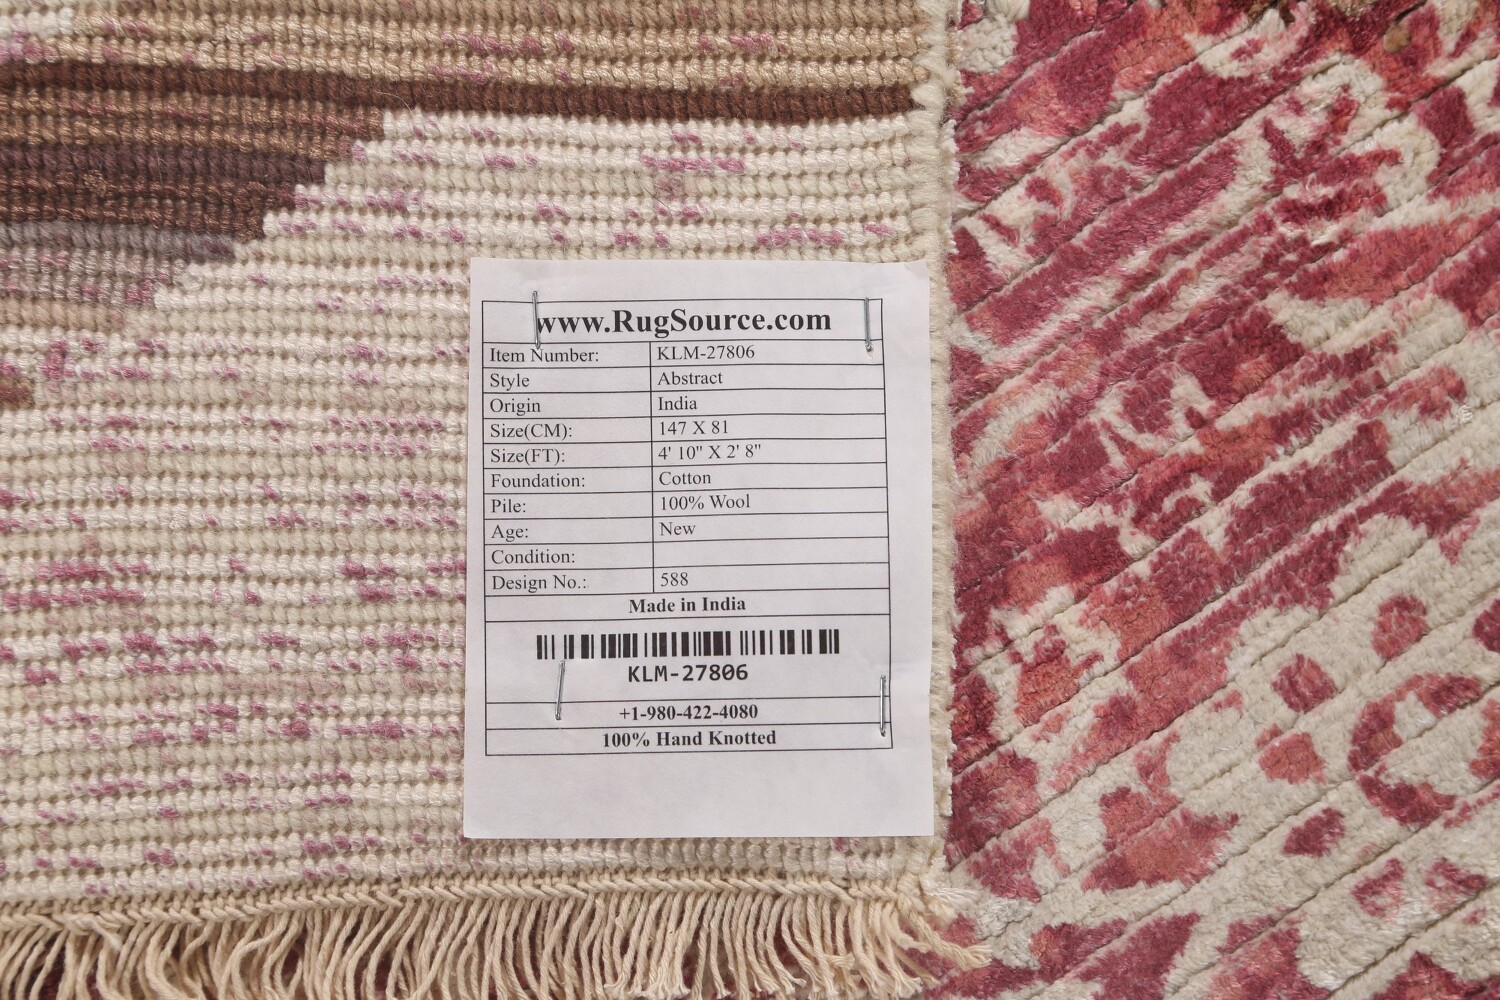 www.RugSource.com
Item Number: KLM-27806
Style Abstract
Origin India
Size(CM): 147 X 81
Size(FT): 4' 10" X 2' 8"
Foundation: Cotton
Pile: 100% Wool
Age: New
Condition:
Design No.: 588
Made in India
KLM-27806
+1-980-422-4080
100% Hand Knotted